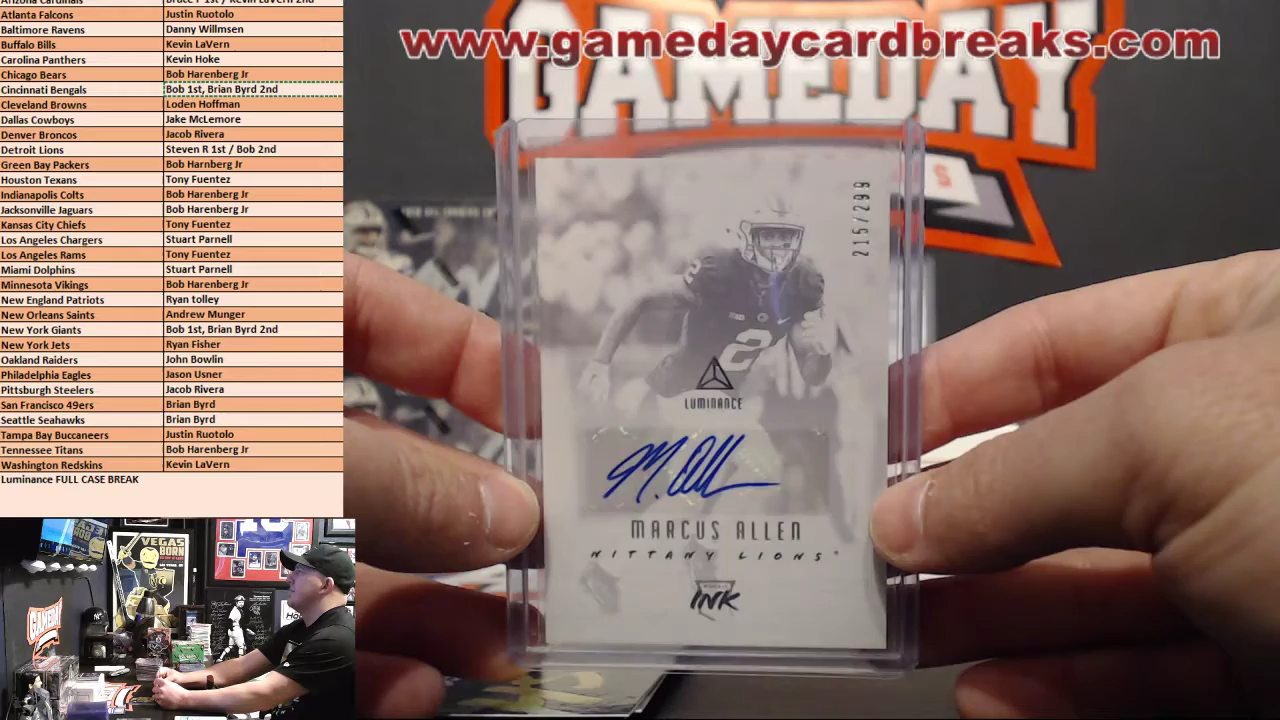 Atlanta Falcons Justin Ruotolo
Baltimore Ravens Danny Willmsen
Buffalo Bills Kevin LaVern
Carolina Panthers Kevin Hoke
Chicago Bears Bob Harenberg Jr
Cincinnati Bengals Bob 1st, Brian Byrd 2nd
Cleveland Browns Loden Hoffman
Dallas Cowboys Jake McLemore
Denver Broncos Jacob Rivera
Detroit Lions Steven R 1st / Bob 2nd
Green Bay Packers Bob Harnberg Jr
Houston Texans Tony Fuentez
Indianapolis Colts Bob Harenberg Jr
Jacksonville Jaguars Bob Harenberg Jr
Kansas City Chiefs Tony Fuentez
Los Angeles Chargers Stuart Parnell
Los Angeles Rams Tony Fuentez
Miami Dolphins Stuart Parnell
Minnesota Vikings Bob Harenberg Jr
New England Patriots Ryan tolley
New Orleans Saints Andrew Munger
New York Giants Bob 1st, Brian Byrd 2nd
New York Jets Ryan Fisher
Oakland Raiders John Bowlin
Philadelphia Eagles Jason Usner
Pittsburgh Steelers Jacob Rivera
San Francisco 49ers Brian Byrd
Seattle Seahawks Brian Byrd
Tampa Bay Buccaneers Justin Ruotolo
Tennessee Titans Bob Harenberg Jr
Washington Redskins Kevin LaVern
Luminance FULL CASE BREAK
www.gamedaycardbreaks.com
GAMEDAY
215/299
2
2
LUMINANCE
M. All
MARCUS ALLEN
NITTANY LIONS
INK
VEGAS
BORN
GAMEDAY